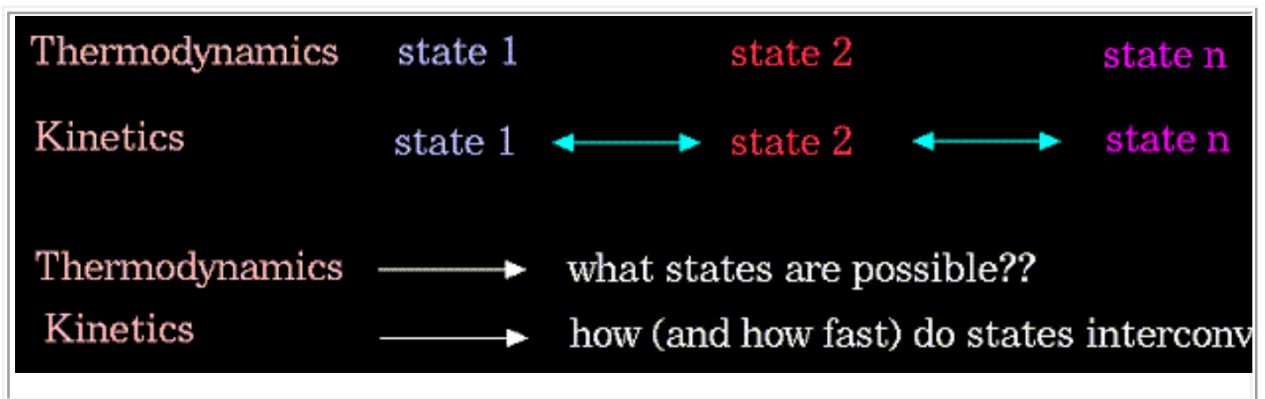 Thermodynamics state 1 state 2 state n
Kinetics state 1 state 2 state n
Thermodynamics what states are possible??
Kinetics how (and how fast) do states interconv